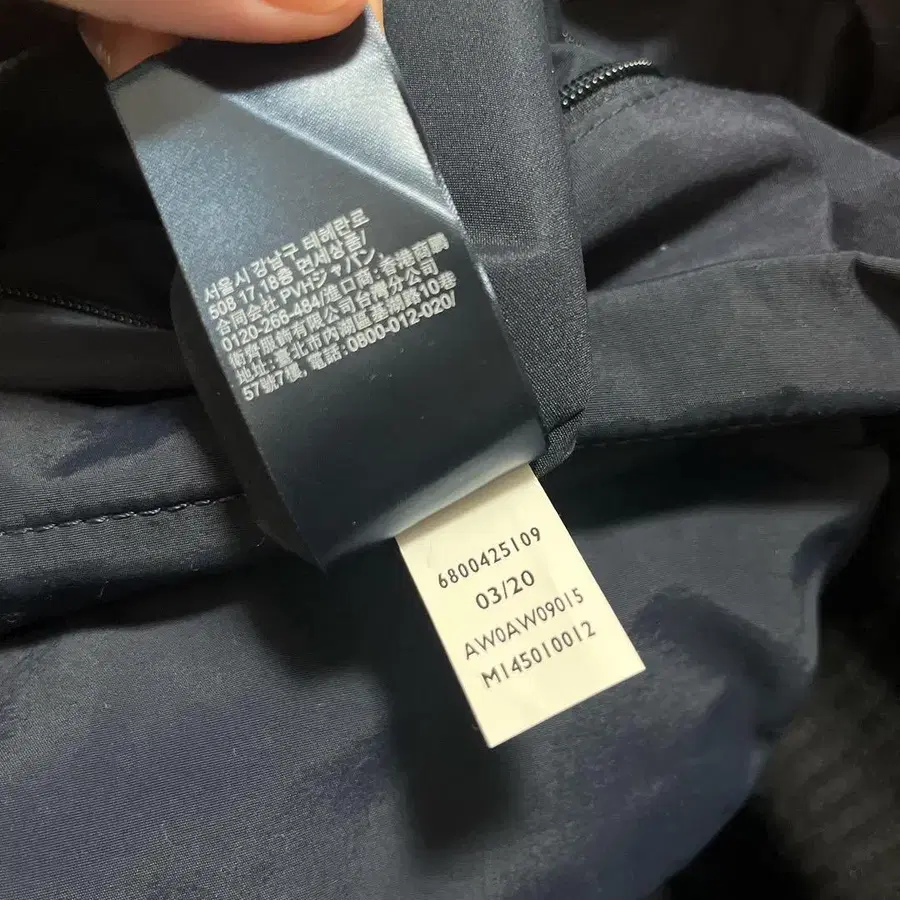 서울시 강남구 테헤란로
508 17,18층 면세상품/
合同会社 PVHジャパン、
0120-266-484/進口商:香港商鵬
衛齊服飾有限公司台灣分公司
地址:臺北市內湖區基湖路10巷
57號7樓, 電話:0800-012-020/
6800425109
03/20
AW0AW09015
M145010012